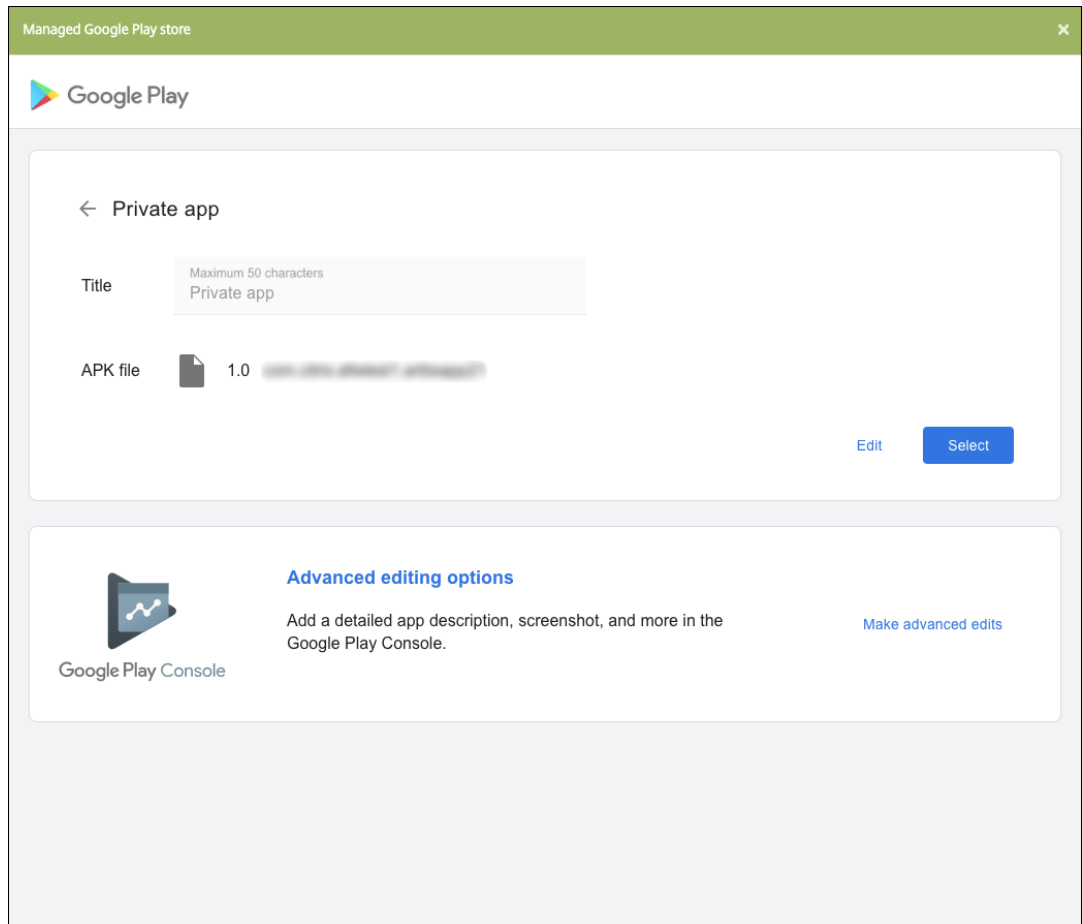 Managed Google Play store
Google Play
Private app
Title
Maximum 50 characters
Private app
APK file 1.0
Edit Select
Advanced editing options
Add a detailed app description, screenshot, and more in the
Google Play Console.
Make advanced edits
Google Play Console